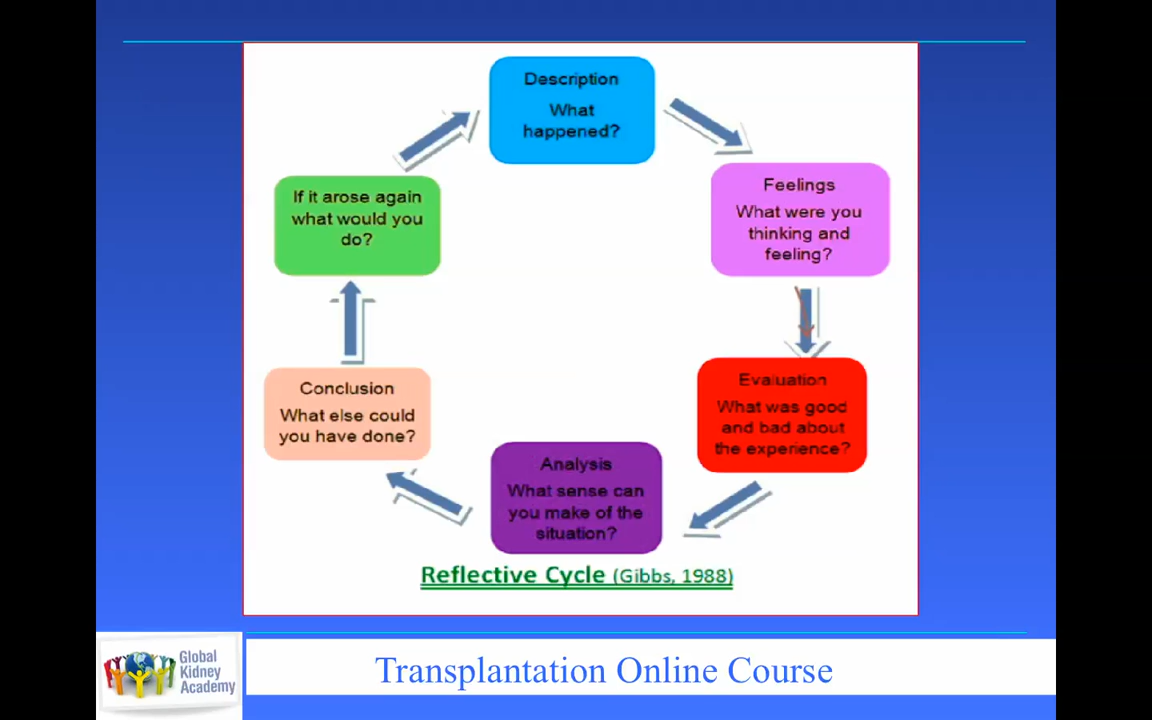 Description
What
happened?
Feelings
What were you
thinking and
feeling?
Evaluation
What was good
and bad about
the experience?
Analysis
What sense can
you make of the
situation?
Conclusion
What else could
you have done?
If it arose again
what would you
do?
Reflective Cycle (Gibbs, 1988)
Global
Kidney
Academy
Transplantation Online Course